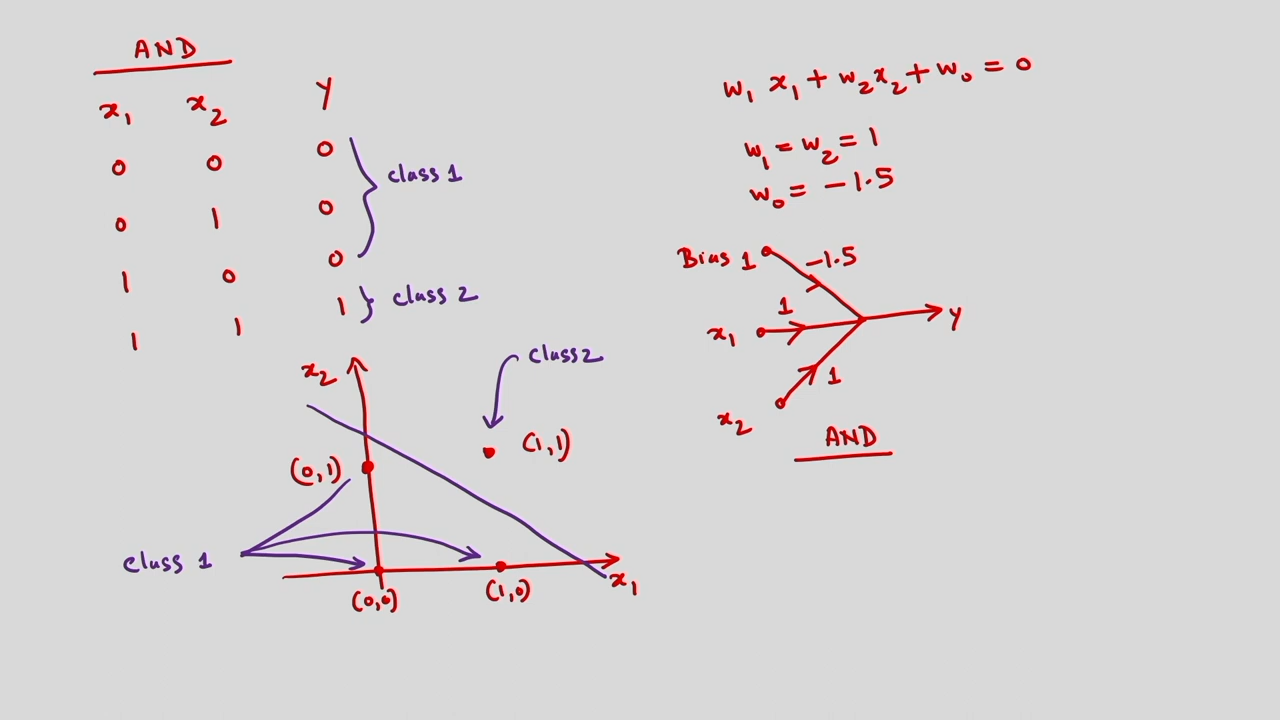 AND
x₁ x₂ y
0 0 0
0 1 0
1 0 0
1 1 1
class 1
class 2
x₂
class 2
(0,1)
(1,1)
class 1
(0,0)
(1,0)
x₁
w₁ x₁ + w₂x₂ + w₀ = 0
w₁ = w₂ = 1
w₀ = -1.5
Bias 1 -1.5
x₁ 1 y
x₂ 1
AND